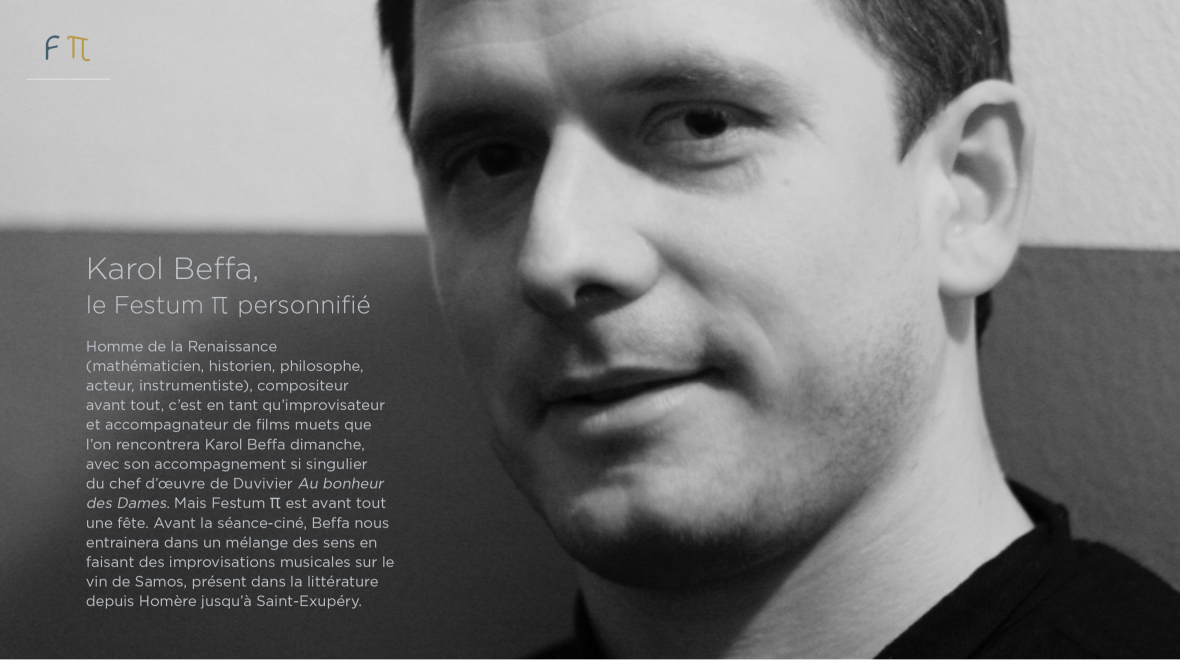 F π
Karol Beffa,
le Festum π personnifié
Homme de la Renaissance
(mathématicien, historien, philosophe,
acteur, instrumentiste), compositeur
avant tout, c’est en tant qu’improvisateur
et accompagnateur de films muets que
l’on rencontrera Karol Beffa dimanche,
avec son accompagnement si singulier
du chef d’œuvre de Duvivier Au bonheur
des Dames. Mais Festum π est avant tout
une fête. Avant la séance-ciné, Beffa nous
entrainera dans un mélange des sens en
faisant des improvisations musicales sur le
vin de Samos, présent dans la littérature
depuis Homère jusqu’à Saint-Exupéry.